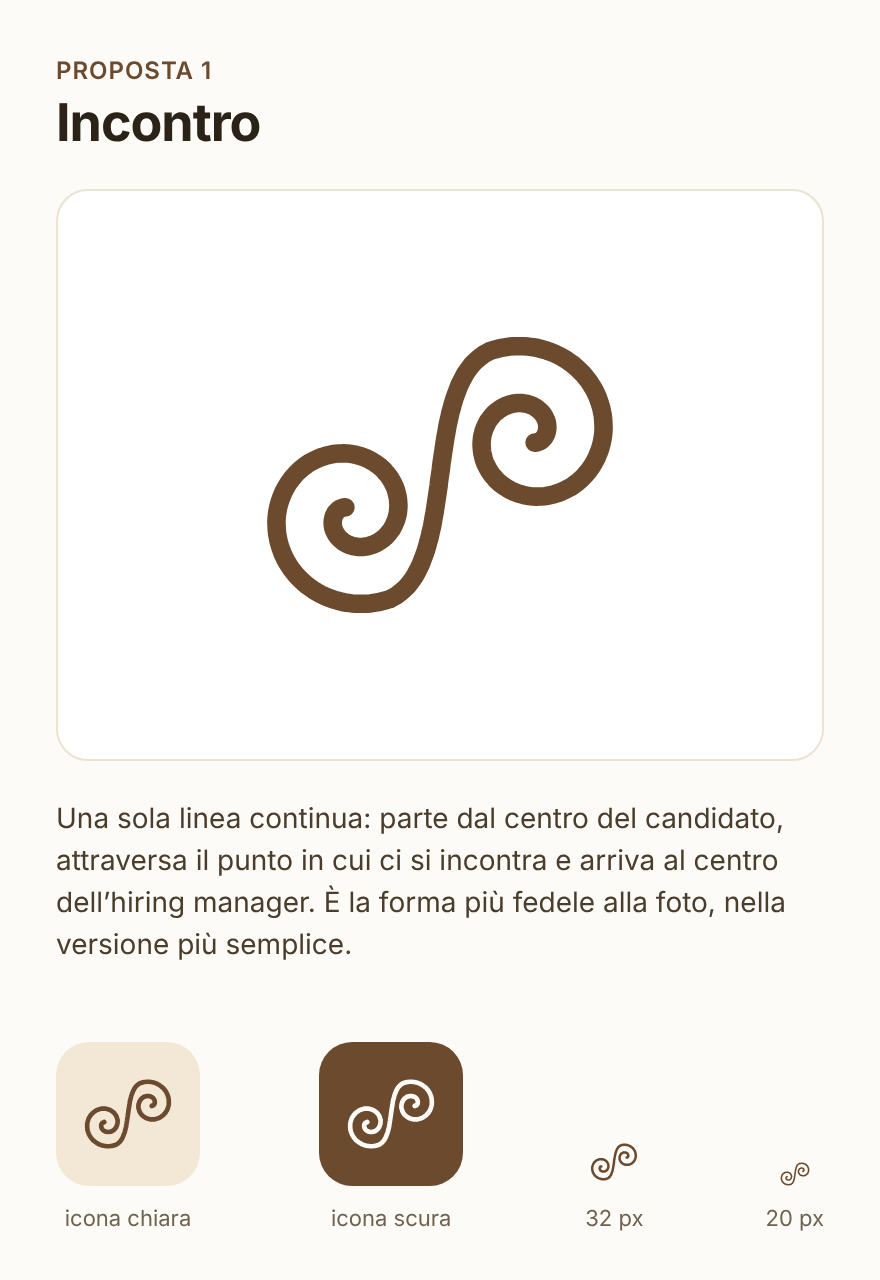 PROPOSTA 1
Incontro
Una sola linea continua: parte dal centro del candidato,
attraversa il punto in cui ci si incontra e arriva al centro
dell’hiring manager. È la forma più fedele alla foto, nella
versione più semplice.
icona chiara
icona scura
32 px
20 px